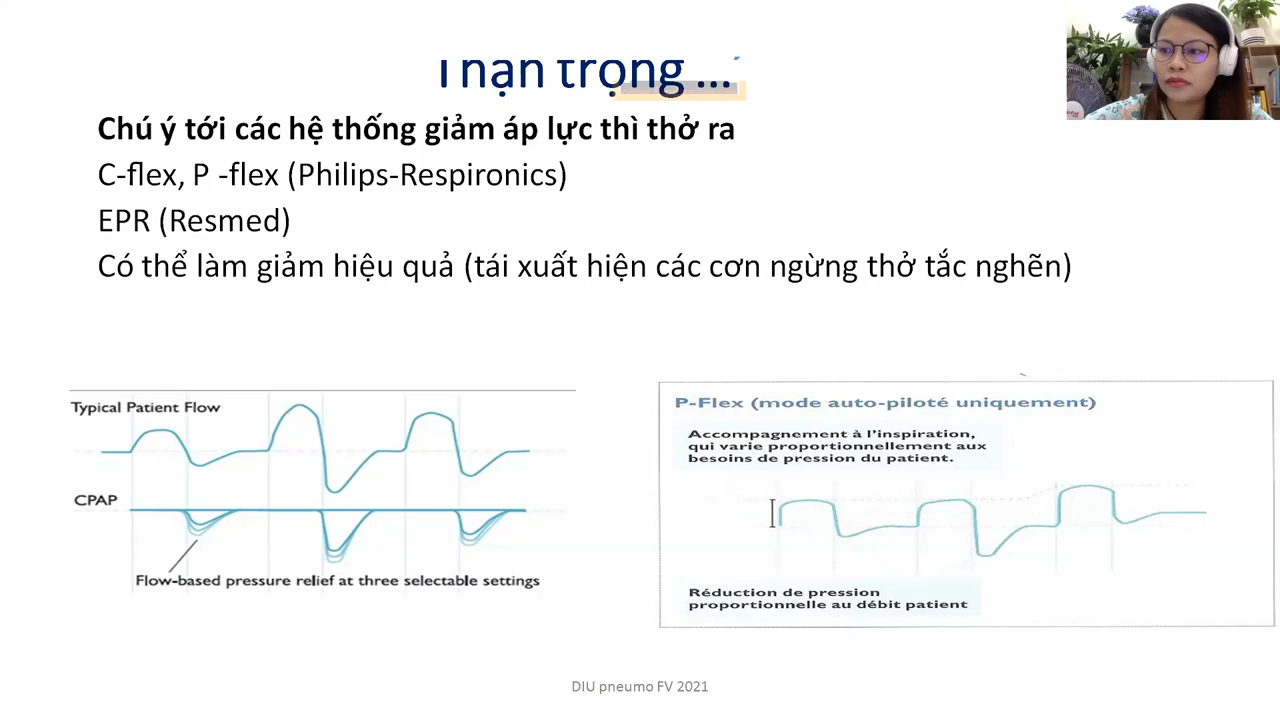 Thận trọng ...
Chú ý tới các hệ thống giảm áp lực thì thở ra
C-flex, P -flex (Philips-Respironics)
EPR (Resmed)
Có thể làm giảm hiệu quả (tái xuất hiện các cơn ngừng thở tắc nghẽn)
Typical Patient Flow
CPAP
Flow-based pressure relief at three selectable settings
P-Flex (mode auto-piloté uniquement)
Accompagnement à l'inspiration,
qui varie proportionnellement aux
besoins de pression du patient.
Réduction de pression
proportionnelle au débit patient
DIU pneumo FV 2021